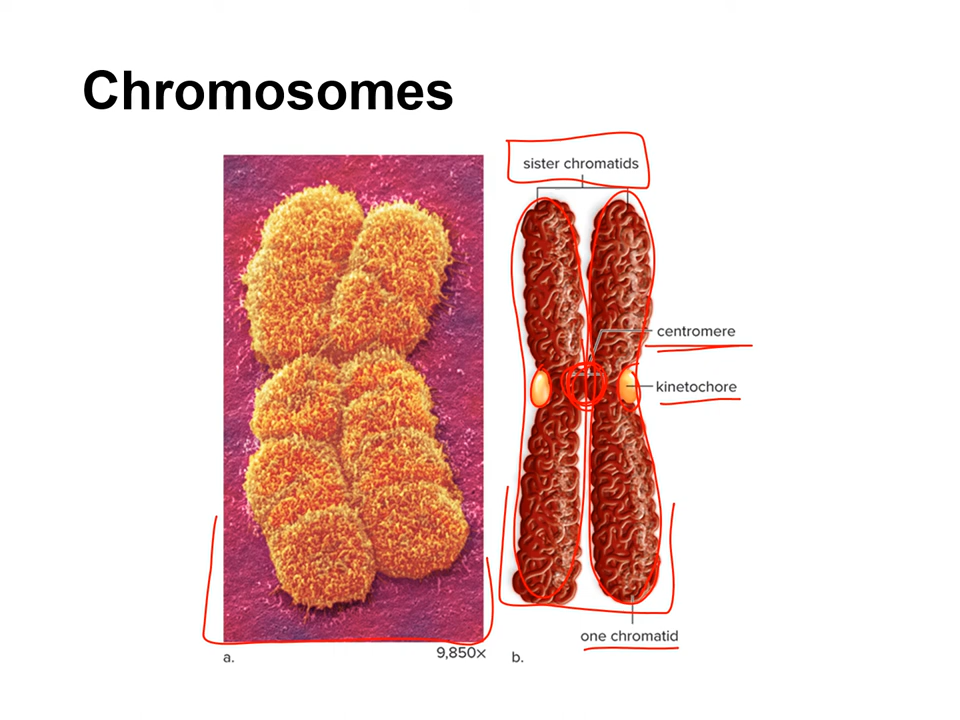 Chromosomes
sister chromatids
centromere
kinetochore
one chromatid
9,850×
a.
b.